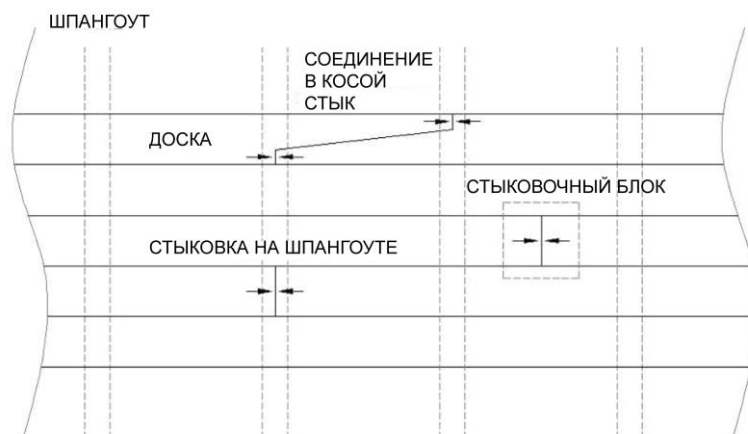 ШПАНГОУТ
СОЕДИНЕНИЕ
В КОСОЙ
СТЫК
ДОСКА
СТЫКОВОЧНЫЙ БЛОК
СТЫКОВКА НА ШПАНГОУТЕ